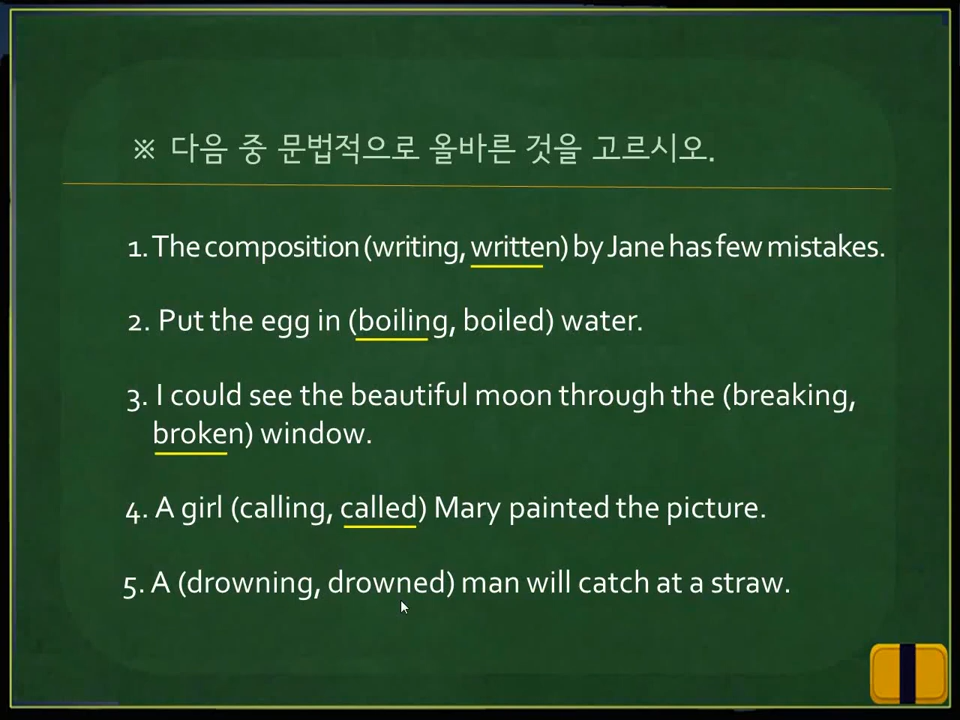 ※ 다음 중 문법적으로 올바른 것을 고르시오.
1. The composition (writing, written) by Jane has few mistakes.
2. Put the egg in (boiling, boiled) water.
3. I could see the beautiful moon through the (breaking,
broken) window.
4. A girl (calling, called) Mary painted the picture.
5. A (drowning, drowned) man will catch at a straw.